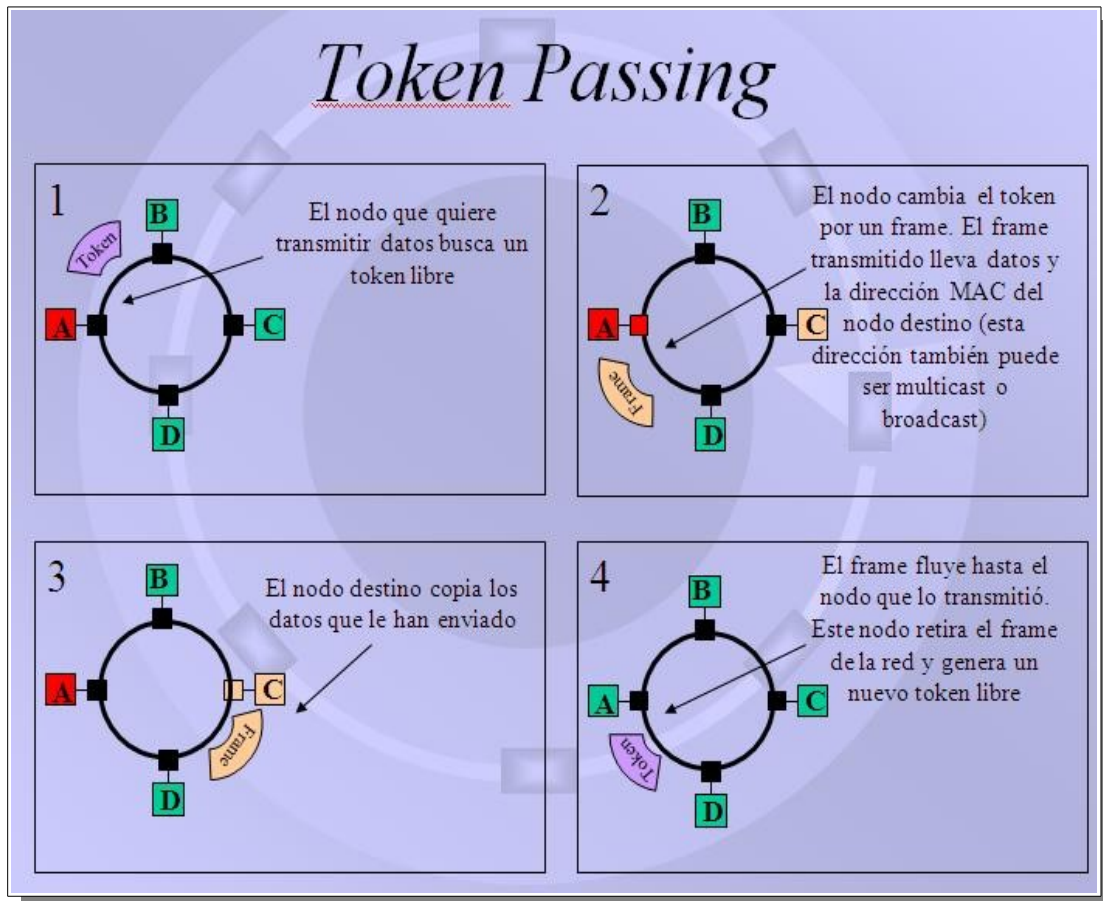 Token Passing
1
B
Token
A
C
D
El nodo que quiere
transmitir datos busca un
token libre
2
B
A
C
Frame
D
El nodo cambia el token
por un frame. El frame
transmitido lleva datos y
la dirección MAC del
nodo destino (esta
dirección también puede
ser multicast o
broadcast)
3
B
A
C
Frame
D
El nodo destino copia los
datos que le han enviado
4
B
A
C
Token
D
El frame fluye hasta el
nodo que lo transmitió.
Este nodo retira el frame
de la red y genera un
nuevo token libre